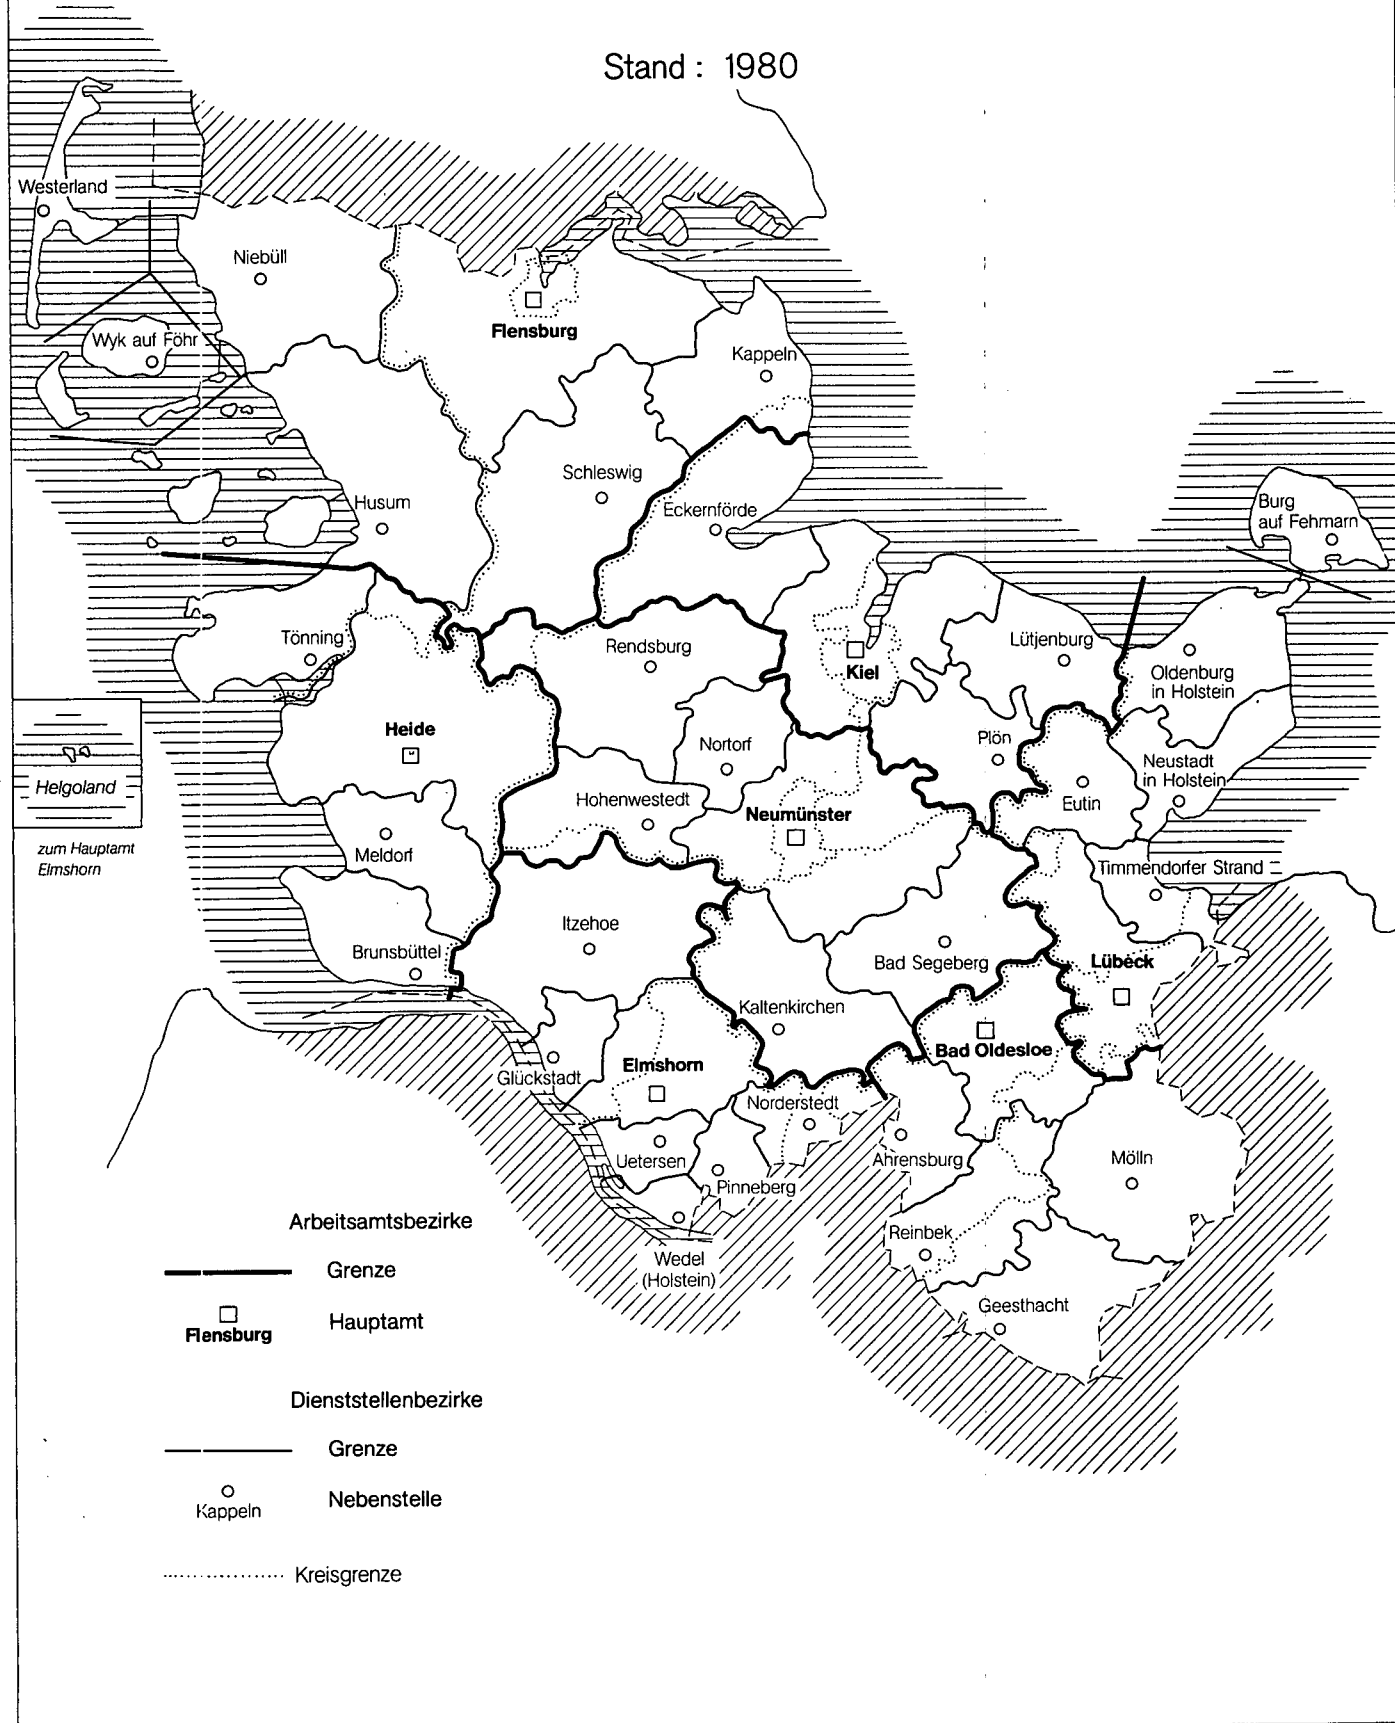 Stand : 1980
Westerland
Niebüll
Flensburg
Wyk auf Föhr
Kappeln
Schleswig
Husum
Eckernförde
Burg
auf Fehmarn
Tönning
Rendsburg
Lütjenburg
Kiel
Oldenburg
in Holstein
Heide
Nortorf
Plön
Neustadt
in Holstein
Helgoland
zum Hauptamt
Elmshorn
Hohenwestedt
Eutin
Neumünster
Meldorf
Timmendorfer Strand
Itzehoe
Brunsbüttel
Bad Segeberg
Lübeck
Kaltenkirchen
Bad Oldesloe
Elmshorn
Glückstadt
Norderstedt
Uetersen
Ahrensburg
Mölln
Pinneberg
Reinbek
Wedel
(Holstein)
Geesthacht
Arbeitsamtsbezirke
Grenze
Flensburg
Hauptamt
Dienststellenbezirke
Grenze
Kappeln
Nebenstelle
Kreisgrenze